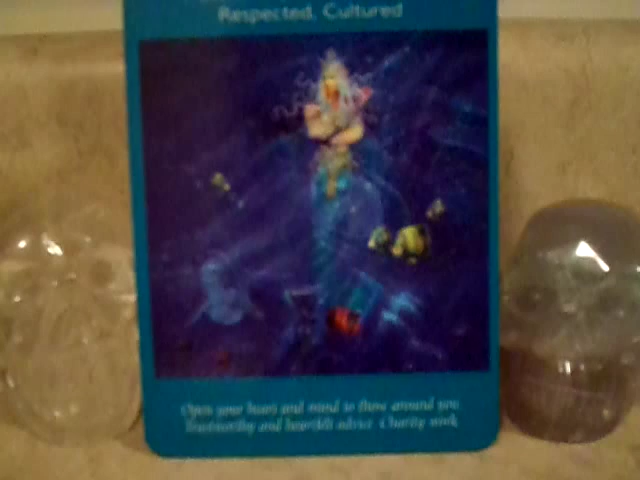 Respected. Cultured
Open your heart and mind to those around you.
Trustworthy and heartfelt advice. Charity work